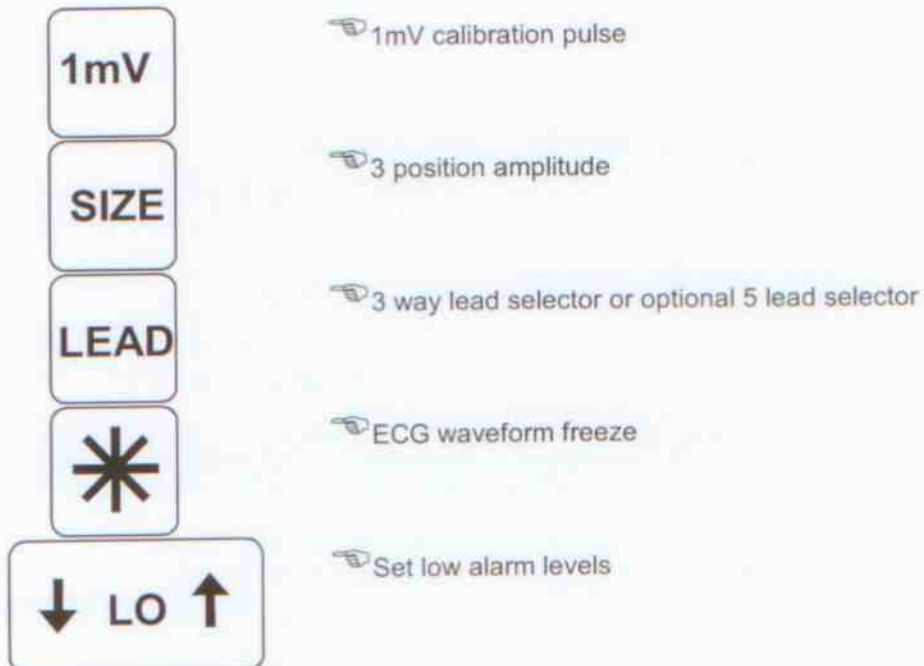 1mV
1mV calibration pulse
SIZE
3 position amplitude
LEAD
3 way lead selector or optional 5 lead selector
ECG waveform freeze
↓ LO ↑
Set low alarm levels